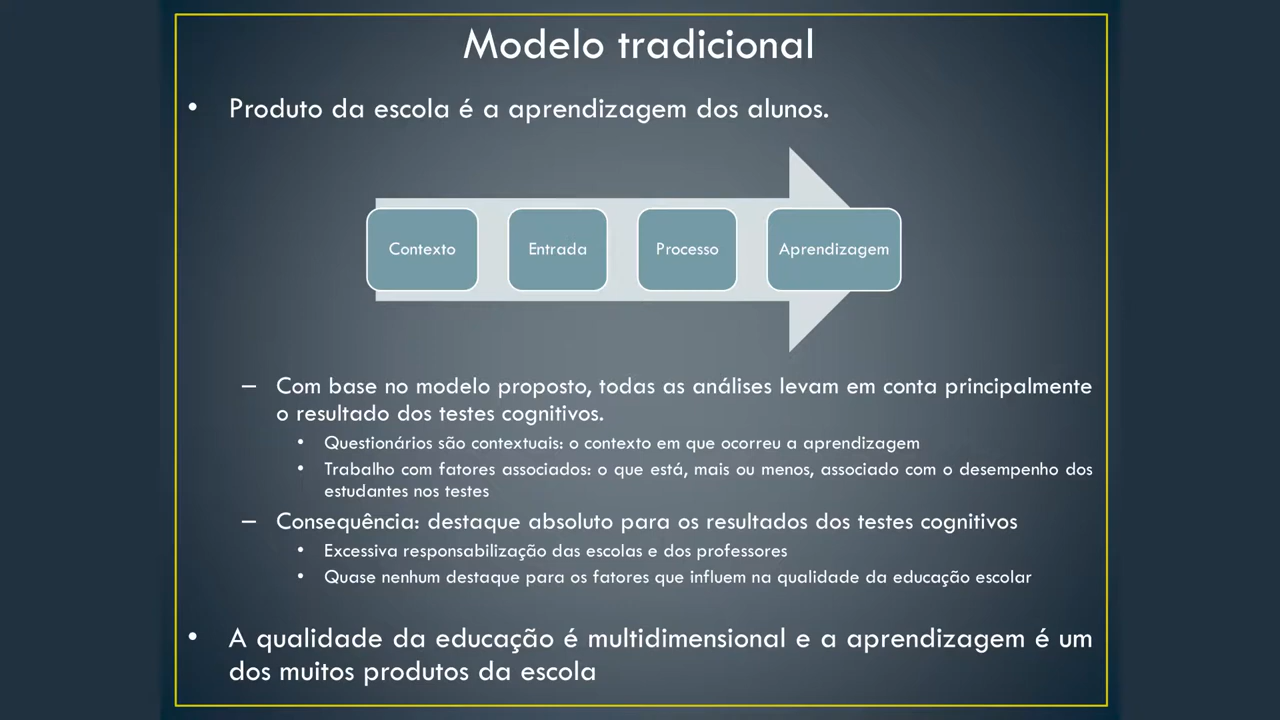 Modelo tradicional
• Produto da escola é a aprendizagem dos alunos.
Contexto
Entrada
Processo
Aprendizagem
– Com base no modelo proposto, todas as análises levam em conta principalmente
o resultado dos testes cognitivos.
• Questionários são contextuais: o contexto em que ocorreu a aprendizagem
• Trabalho com fatores associados: o que está, mais ou menos, associado com o desempenho dos
estudantes nos testes
– Consequência: destaque absoluto para os resultados dos testes cognitivos
• Excessiva responsabilização das escolas e dos professores
• Quase nenhum destaque para os fatores que influem na qualidade da educação escolar
• A qualidade da educação é multidimensional e a aprendizagem é um
dos muitos produtos da escola